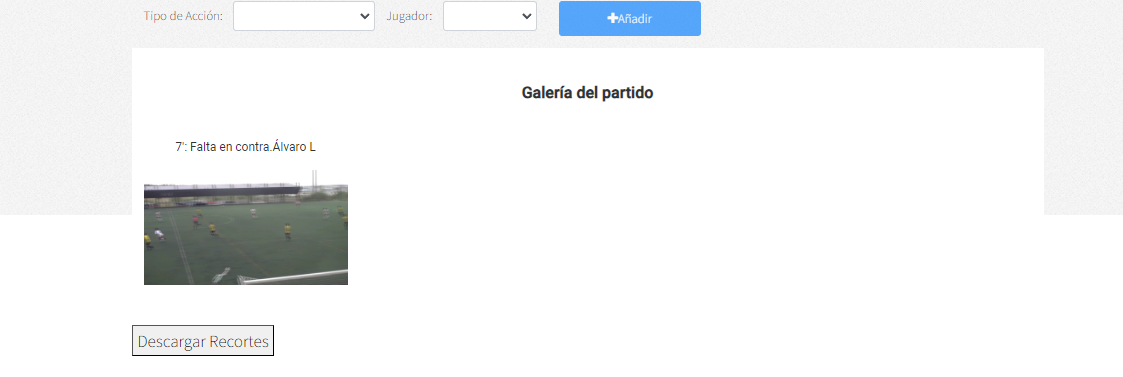 Tipo de Acción: Jugador: Añadir
Galería del partido
7': Falta en contra.Álvaro L
Descargar Recortes